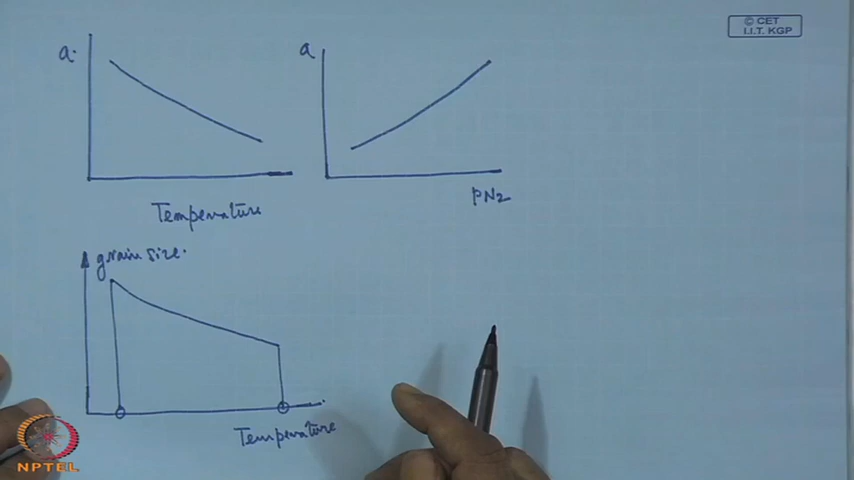 © CET
I.I.T. KGP
a.
a
Temperature
PN2
grain size.
Temperature
NPTEL